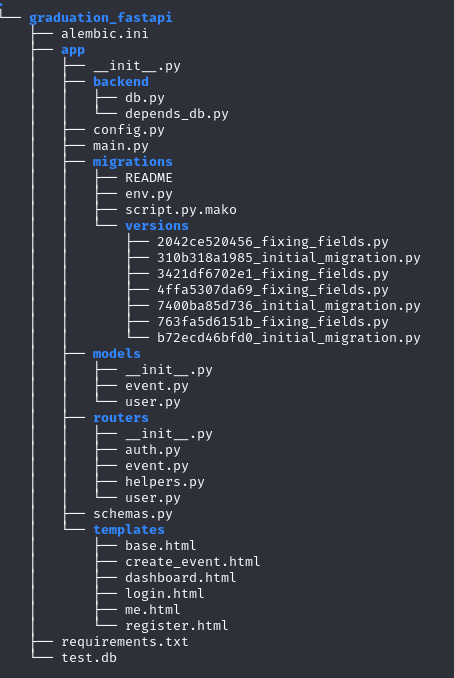 .
└── graduation_fastapi
    ├── alembic.ini
    ├── app
    │   ├── __init__.py
    │   ├── backend
    │   │   ├── db.py
    │   │   └── depends_db.py
    │   ├── config.py
    │   ├── main.py
    │   ├── migrations
    │   │   ├── README
    │   │   ├── env.py
    │   │   ├── script.py.mako
    │   │   └── versions
    │   │       ├── 2042ce520456_fixing_fields.py
    │   │       ├── 310b318a1985_initial_migration.py
    │   │       ├── 3421df6702e1_fixing_fields.py
    │   │       ├── 4ffa5307da69_fixing_fields.py
    │   │       ├── 7400ba85d736_initial_migration.py
    │   │       ├── 763fa5d6151b_fixing_fields.py
    │   │       └── b72ecd46bfd0_initial_migration.py
    │   ├── models
    │   │   ├── __init__.py
    │   │   ├── event.py
    │   │   └── user.py
    │   ├── routers
    │   │   ├── __init__.py
    │   │   ├── auth.py
    │   │   ├── event.py
    │   │   ├── helpers.py
    │   │   └── user.py
    │   ├── schemas.py
    │   └── templates
    │       ├── base.html
    │       ├── create_event.html
    │       ├── dashboard.html
    │       ├── login.html
    │       ├── me.html
    │       └── register.html
    ├── requirements.txt
    └── test.db